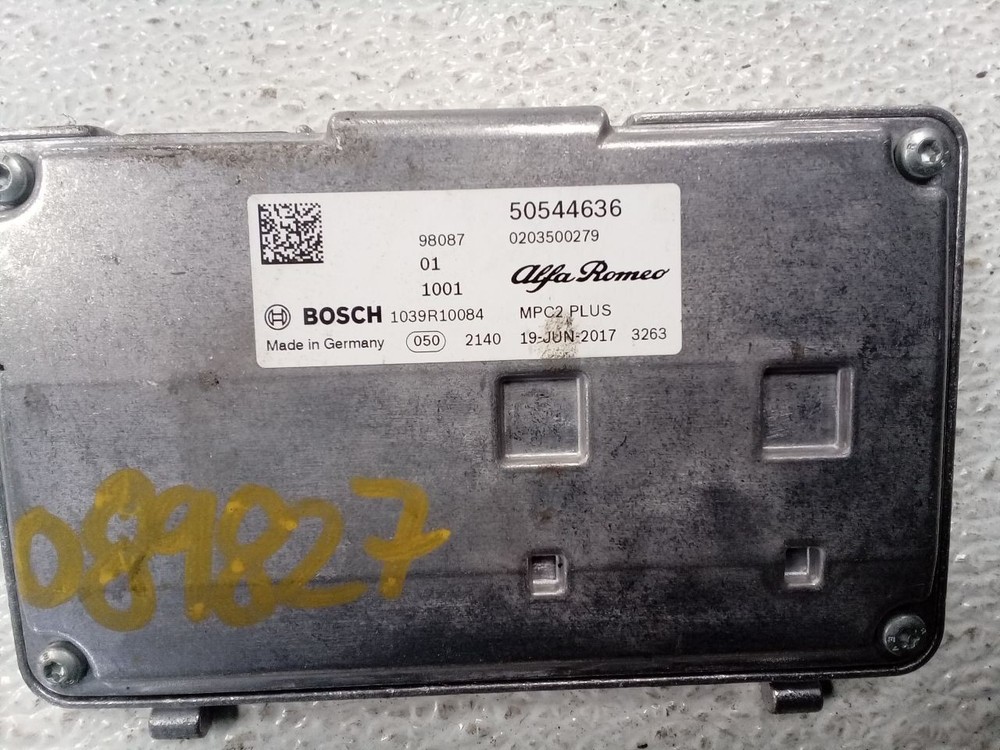 50544636
98087 0203500279
01
Alfa Romeo
1001
BOSCH 1039R10084 MPC2 PLUS
Made in Germany 050 2140 19-JUN-2017 3263
089827